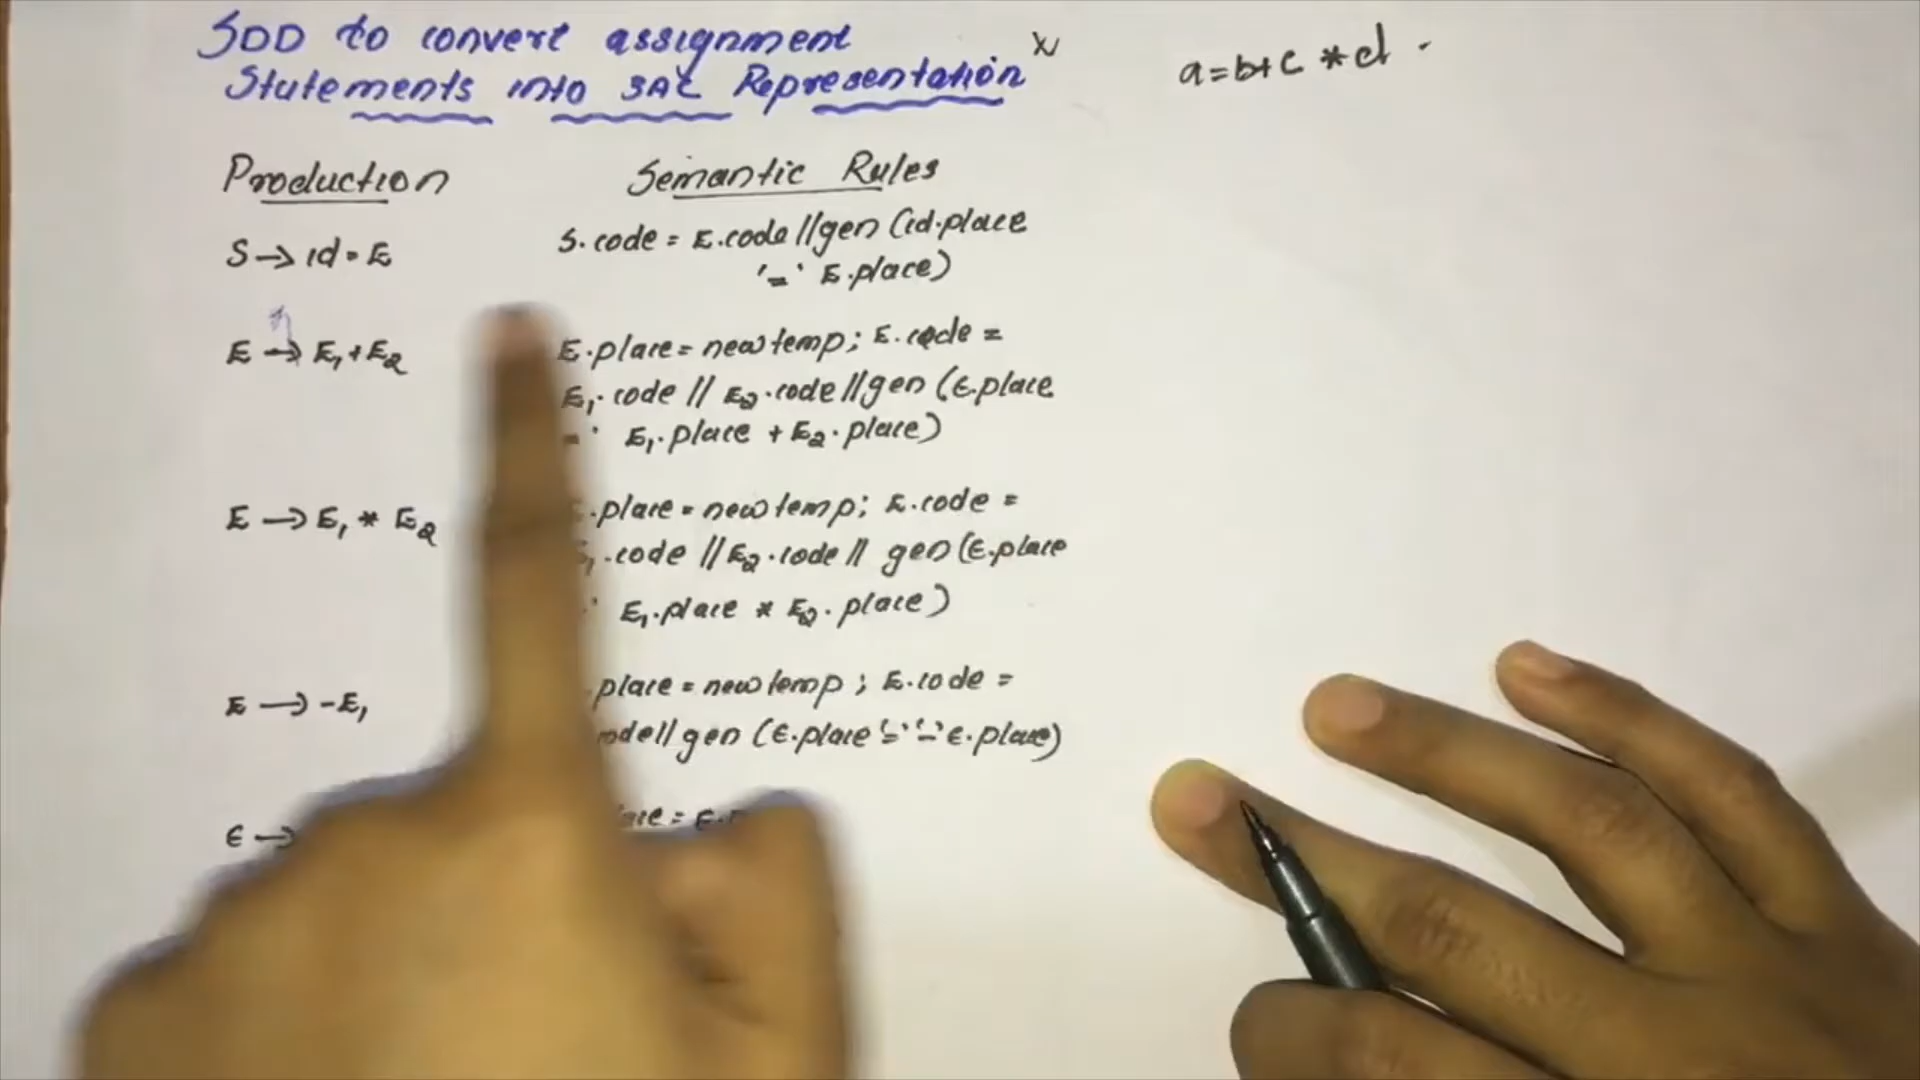 SDD to convert assignment
Statements into 3AC Representation
a=b+c *d
Production Semantic Rules
S→ id = E S.code = E.code//gen (id.place
'=' E.place)
E → E1+E2 E.place = newtemp; E.code =
E1.code // E2.code//gen (E.place
=' E1.place + E2.place)
E → E1 * E2 .place = newtemp; E.code =
.code //E2.code// gen (E.place
' E1.place * E2.place)
E → -E1 place = newtemp ; E.code =
ode// gen (E.place '=' '-' E.place)
E →